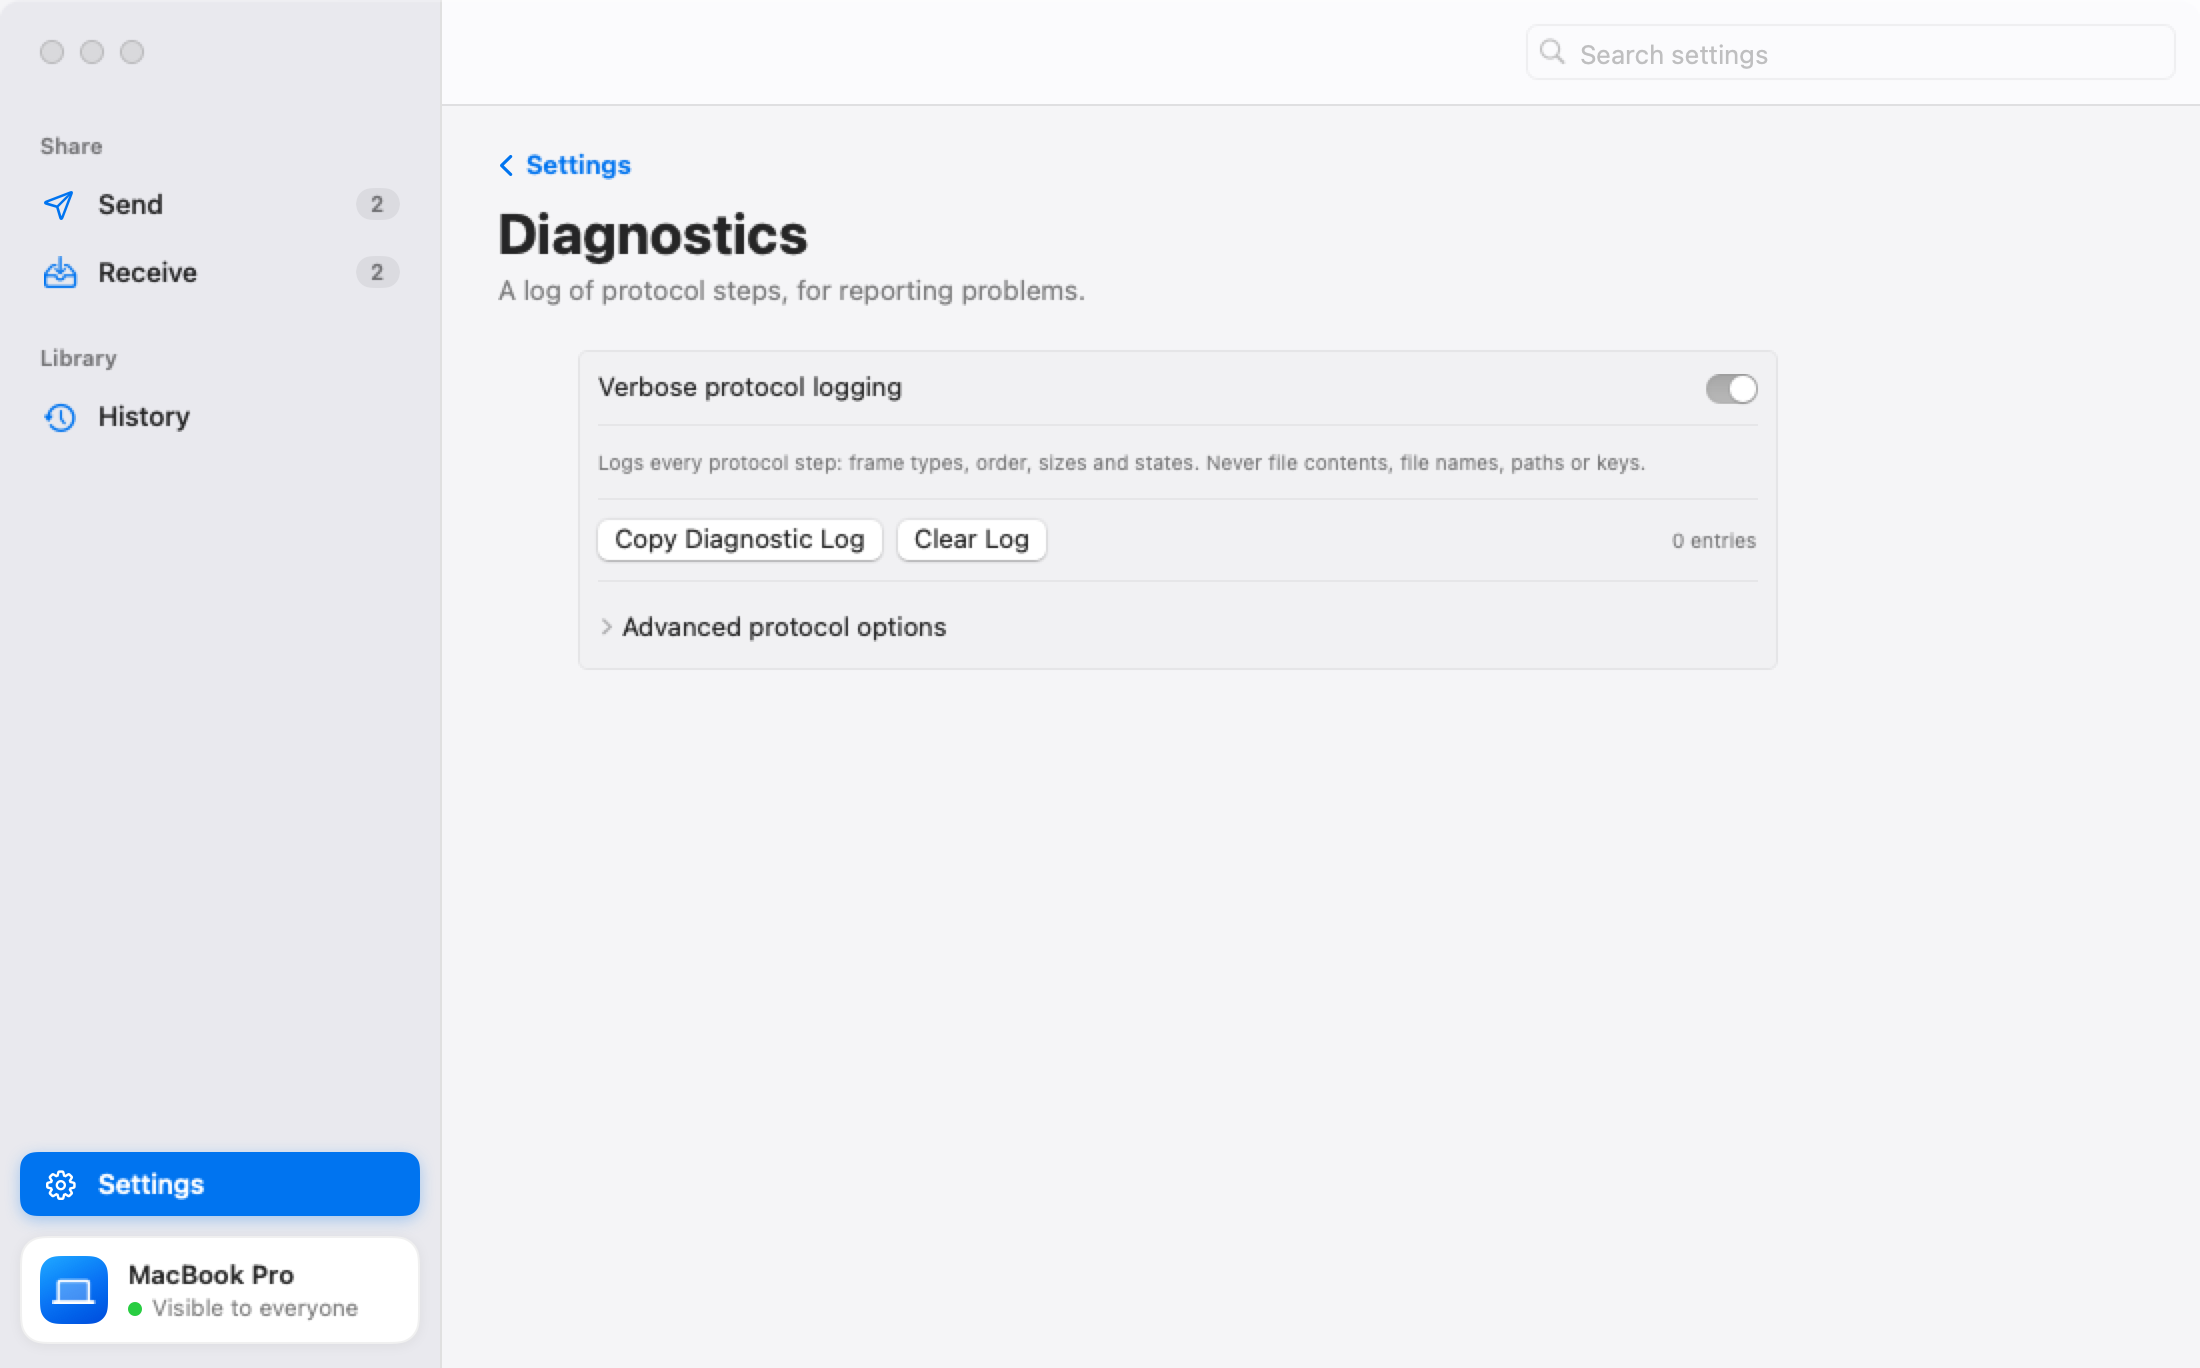 Search settings
Share
Send 2
Receive 2
Library
History
Settings
MacBook Pro
Visible to everyone
Settings
Diagnostics
A log of protocol steps, for reporting problems.
Verbose protocol logging
Logs every protocol step: frame types, order, sizes and states. Never file contents, file names, paths or keys.
Copy Diagnostic Log Clear Log 0 entries
Advanced protocol options